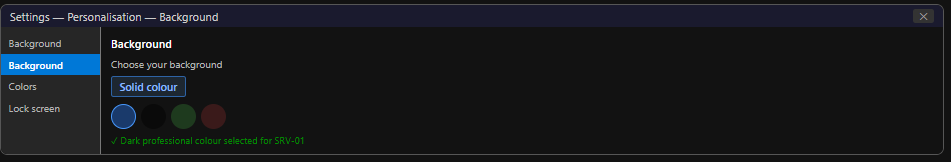 Settings — Personalisation — Background
Background
Background
Colors
Lock screen
Background
Choose your background
Solid colour
✓ Dark professional colour selected for SRV-01